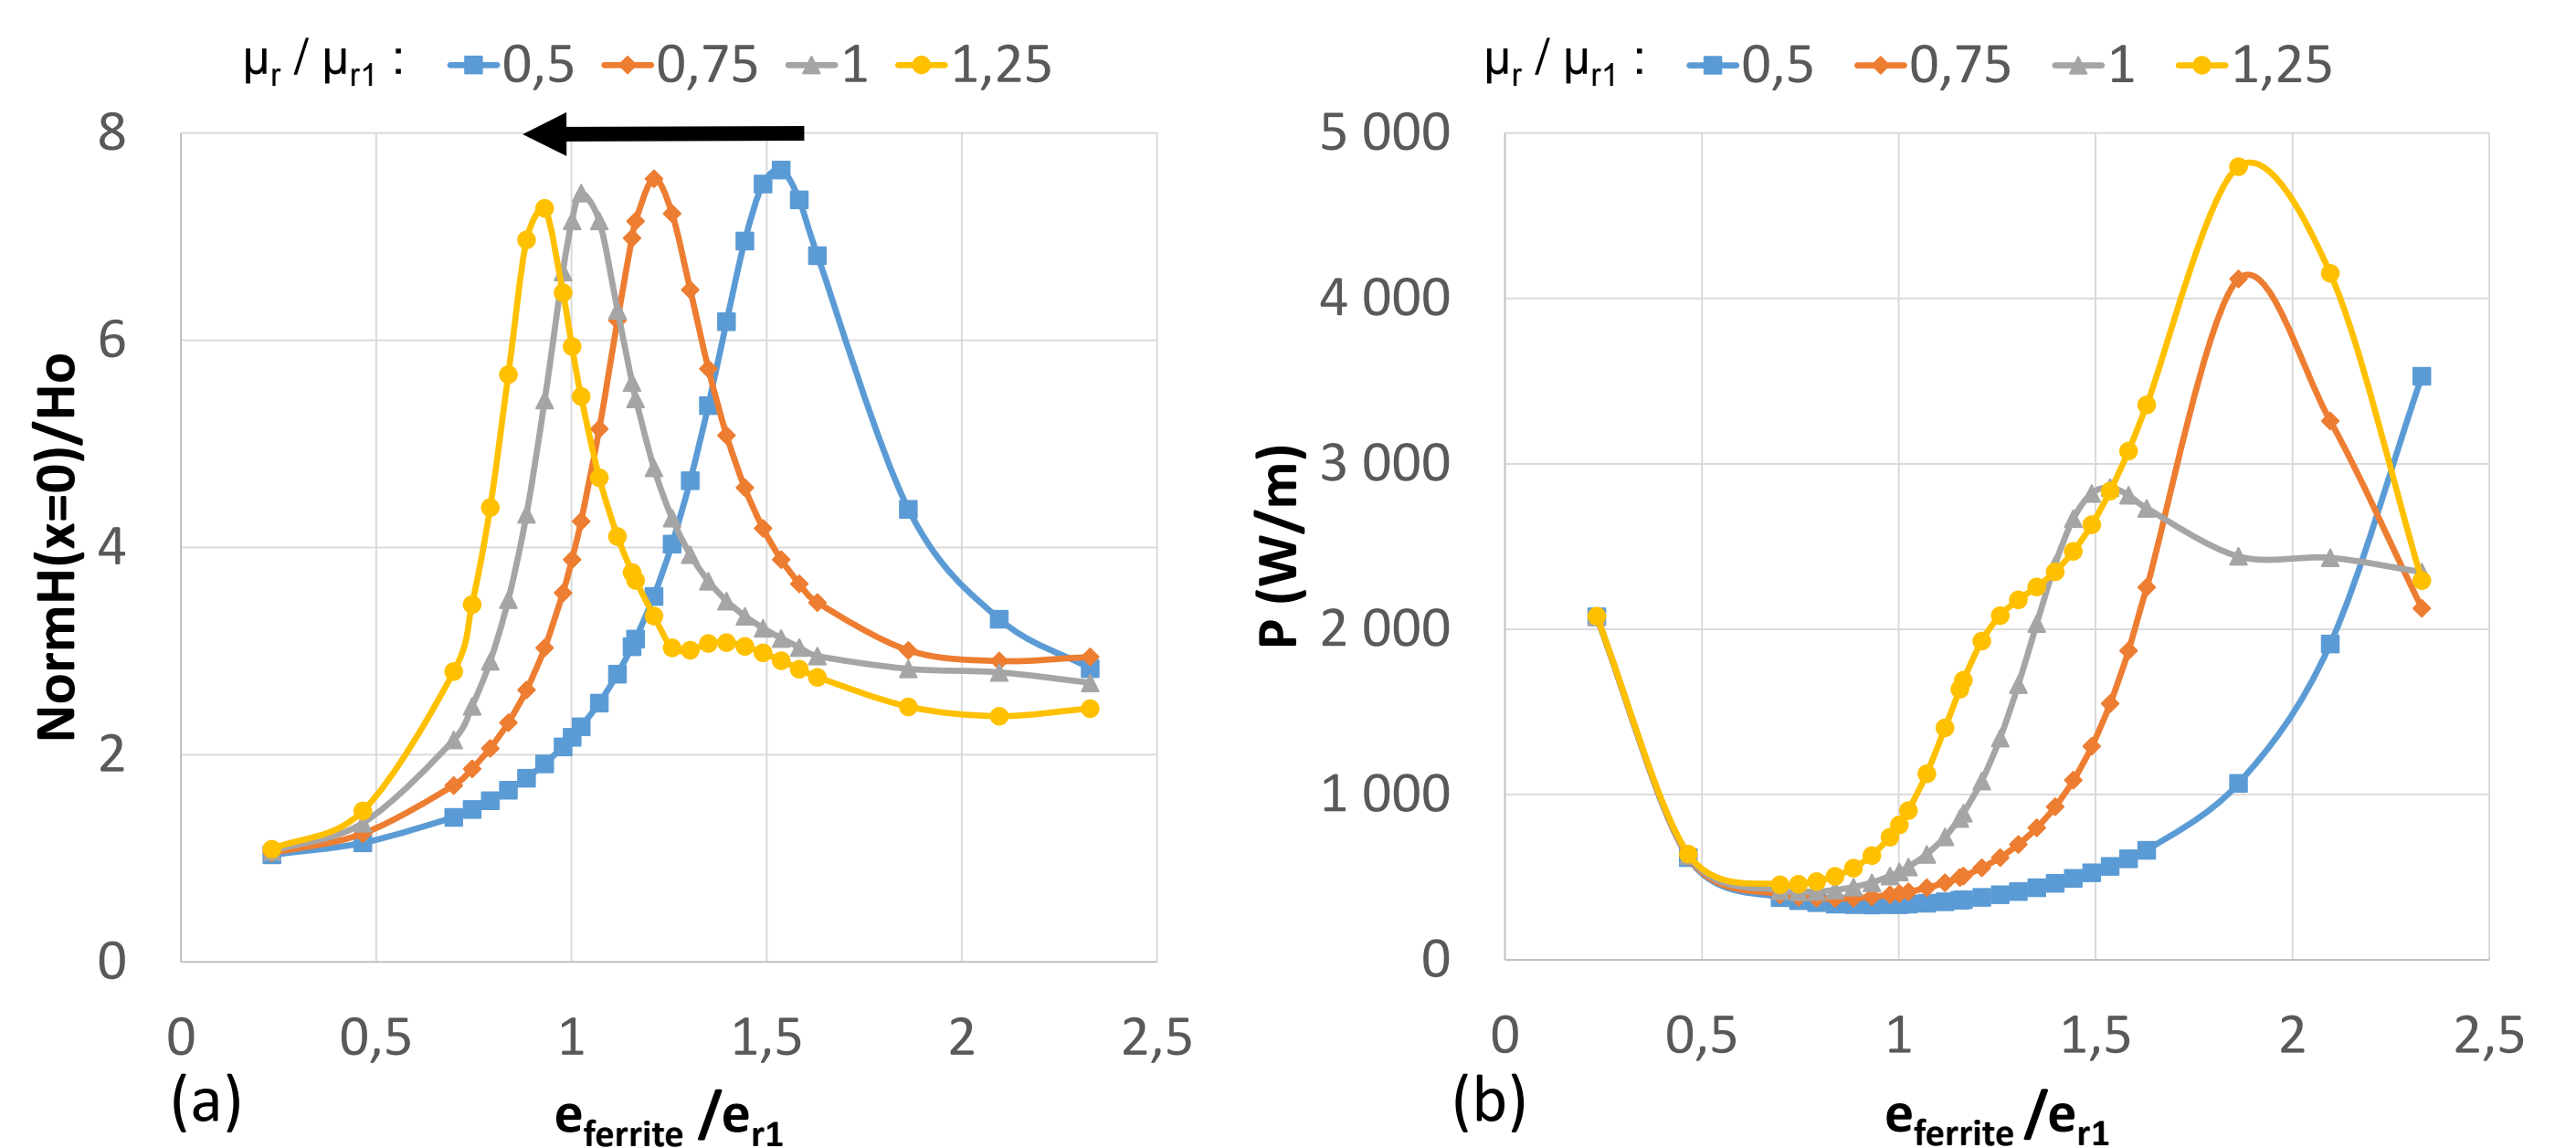 μr / μr1 : 0,5 0,75 1 1,25
8
6
4
2
0
NormH(x=0)/Ho
0 0,5 1 1,5 2 2,5
(a) eferrite /er1
μr / μr1 : 0,5 0,75 1 1,25
5 000
4 000
3 000
2 000
1 000
0
P (W/m)
0 0,5 1 1,5 2 2,5
(b) eferrite /er1